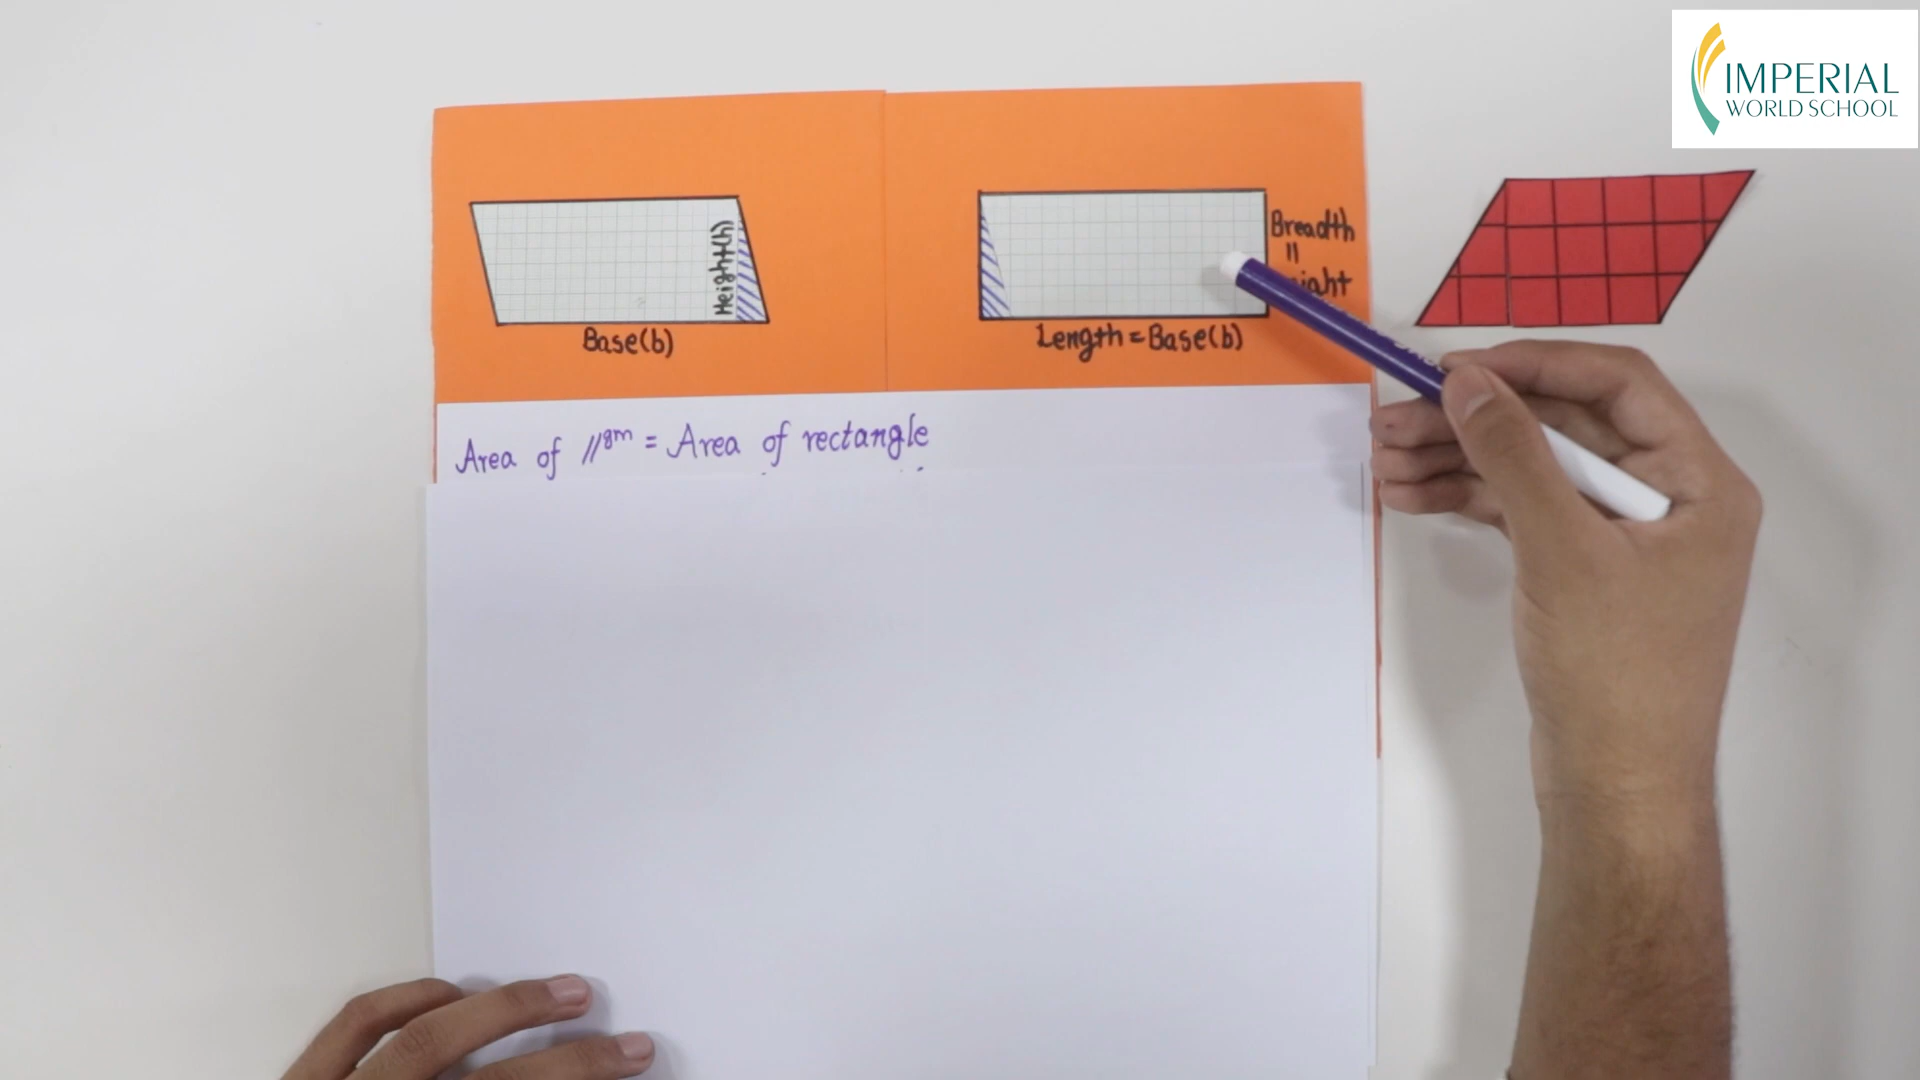 IMPERIAL
WORLD SCHOOL
Height(h)
Base(b)
Breadth
||
Length = Base(b)
Area of //gm = Area of rectangle